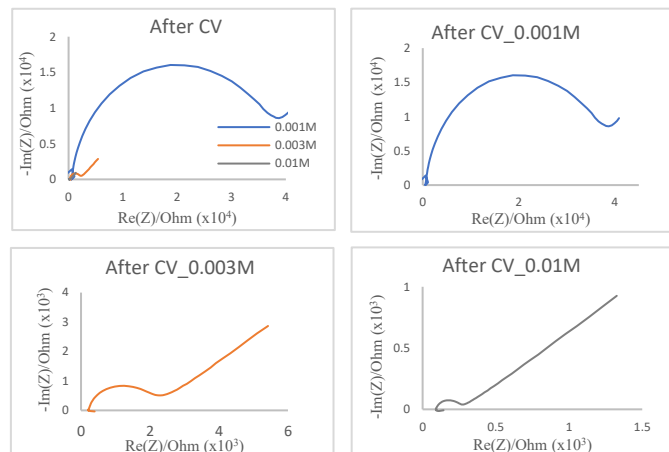 After CV
2
1.5
1
0.5
0
0 1 2 3 4
-Im(Z)/Ohm (x10⁴)
Re(Z)/Ohm (x10⁴)
0.001M
0.003M
0.01M
After CV_0.001M
2
1.5
1
0.5
0
0 2 4
-Im(Z)/Ohm (x10⁴)
Re(Z)/Ohm (x10⁴)
After CV_0.003M
4
3
2
1
0
0 2 4 6
-Im(Z)/Ohm (x10³)
Re(Z)/Ohm (x10³)
After CV_0.01M
1
0.5
0
0 0.5 1 1.5
-Im(Z)/Ohm (x10³)
Re(Z)/Ohm (x10³)